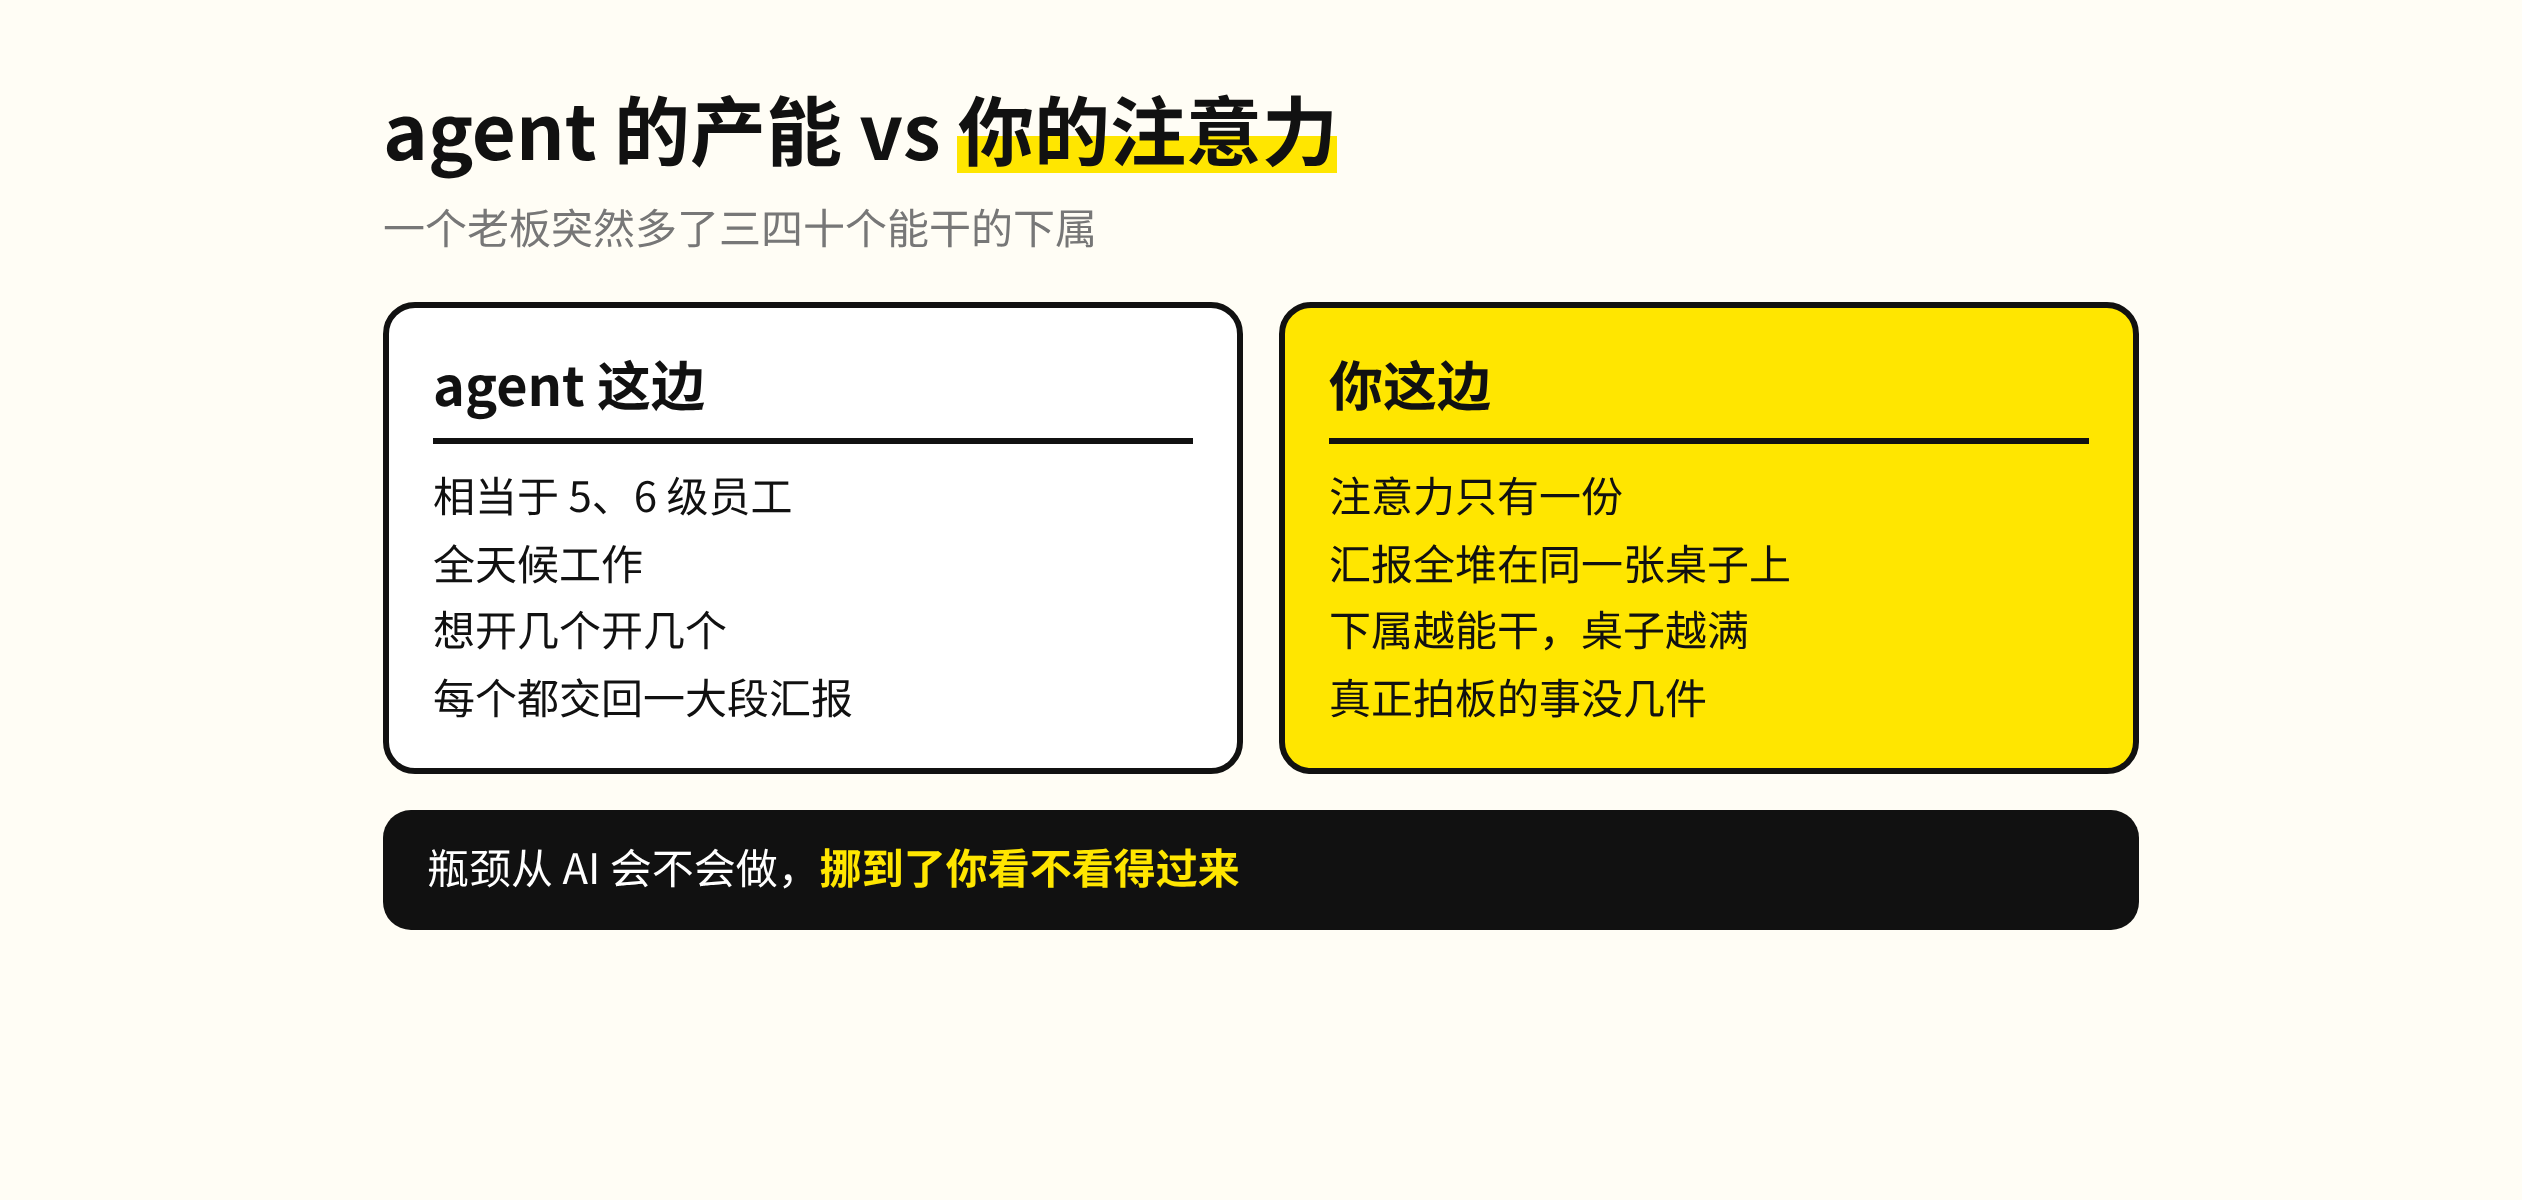 agent 的产能 vs 你的注意力
一个老板突然多了三四十个能干的下属
agent 这边
相当于 5、6 级员工
全天候工作
想开几个开几个
每个都交回一大段汇报
你这边
注意力只有一份
汇报全堆在同一张桌子上
下属越能干，桌子越满
真正拍板的事没几件
瓶颈从 AI 会不会做，挪到了你看不看得过来